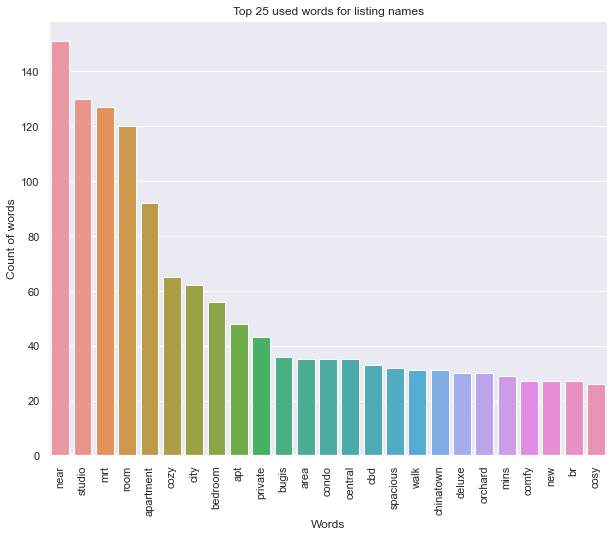 Top 25 used words for listing names
Count of words
140
120
100
80
60
40
20
0
near
studio
mrt
room
apartment
cozy
city
bedroom
apt
private
bugis
area
condo
central
cbd
spacious
walk
chinatown
deluxe
orchard
mins
comfy
new
br
cosy
Words